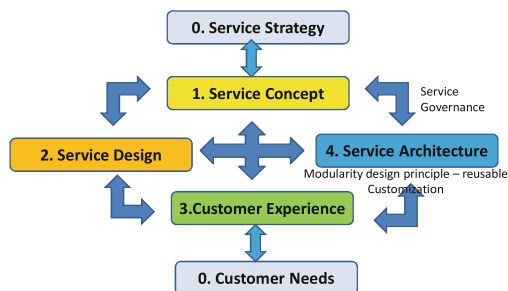 0. Service Strategy
1. Service Concept
Service
Governance
2. Service Design
4. Service Architecture
Modularity design principle – reusable
Customization
3.Customer Experience
0. Customer Needs